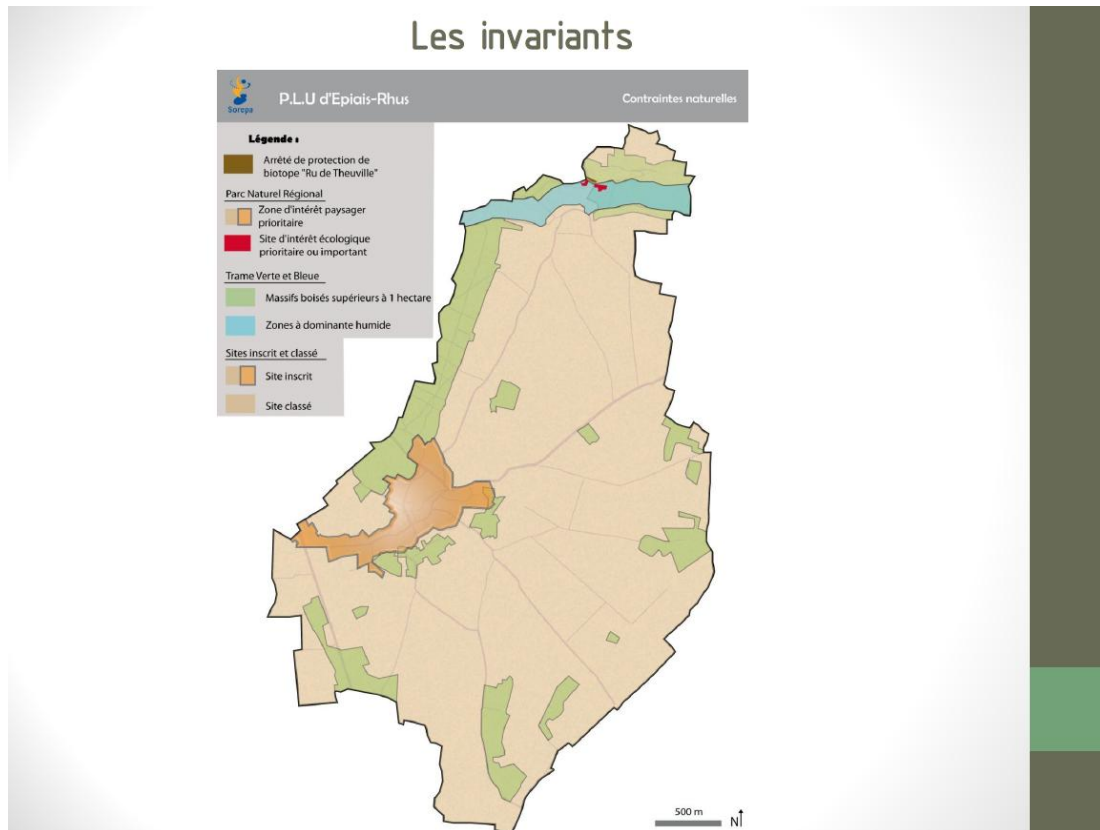 Les invariants
Sarepa
P.L.U d'Epiais-Rhus
Contraintes naturelles
Légende :
Arrêté de protection de
biotope "Ru de Theuville"
Parc Naturel Régional
Zone d'intérêt paysager
prioritaire
Site d'intérêt écologique
prioritaire ou important
Trame Verte et Bleue
Massifs boisés supérieurs à 1 hectare
Zones à dominante humide
Sites inscrit et classé
Site inscrit
Site classé
500 m
N